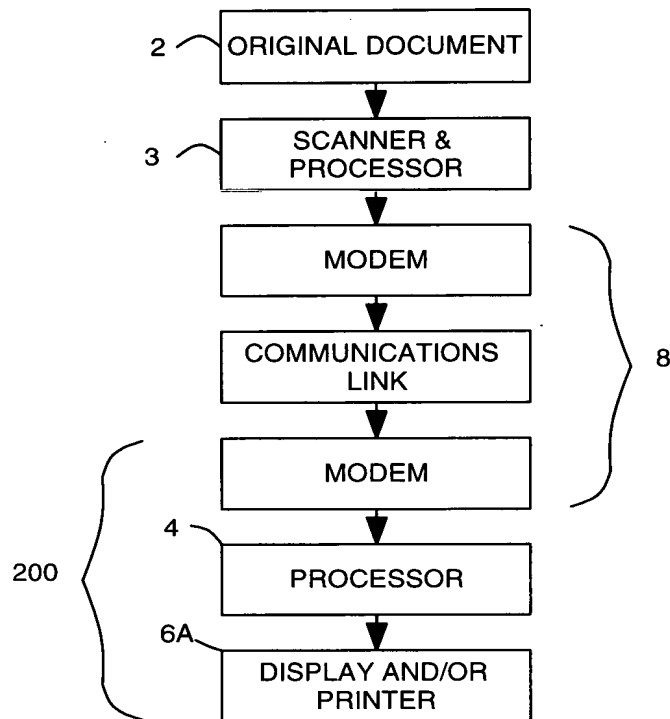 2
ORIGINAL DOCUMENT
3
SCANNER &
PROCESSOR
MODEM
8
COMMUNICATIONS
LINK
MODEM
200
4
PROCESSOR
6A
DISPLAY AND/OR
PRINTER